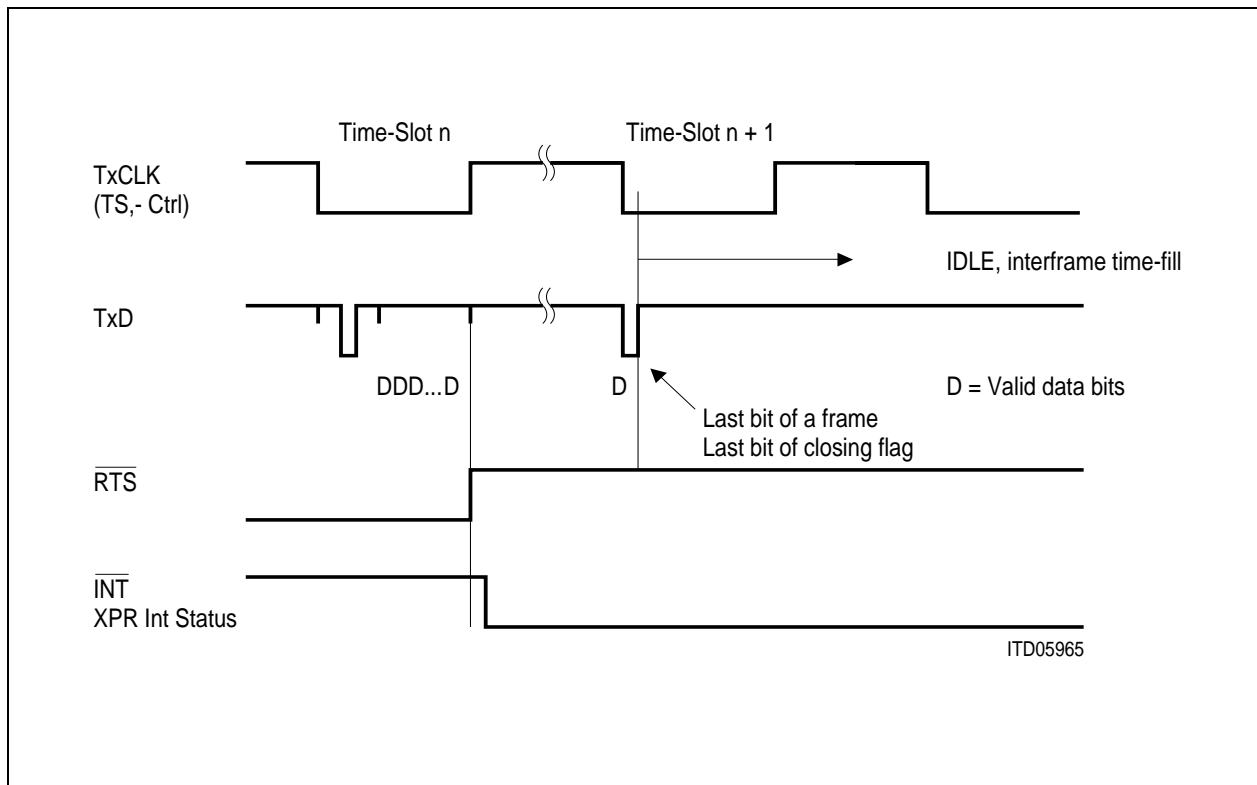 Time-Slot n
Time-Slot n + 1
TxCLK
(TS,- Ctrl)
IDLE, interframe time-fill
TxD
DDD...D
D
D = Valid data bits
Last bit of a frame
Last bit of closing flag
RTS
INT
XPR Int Status
ITD05965